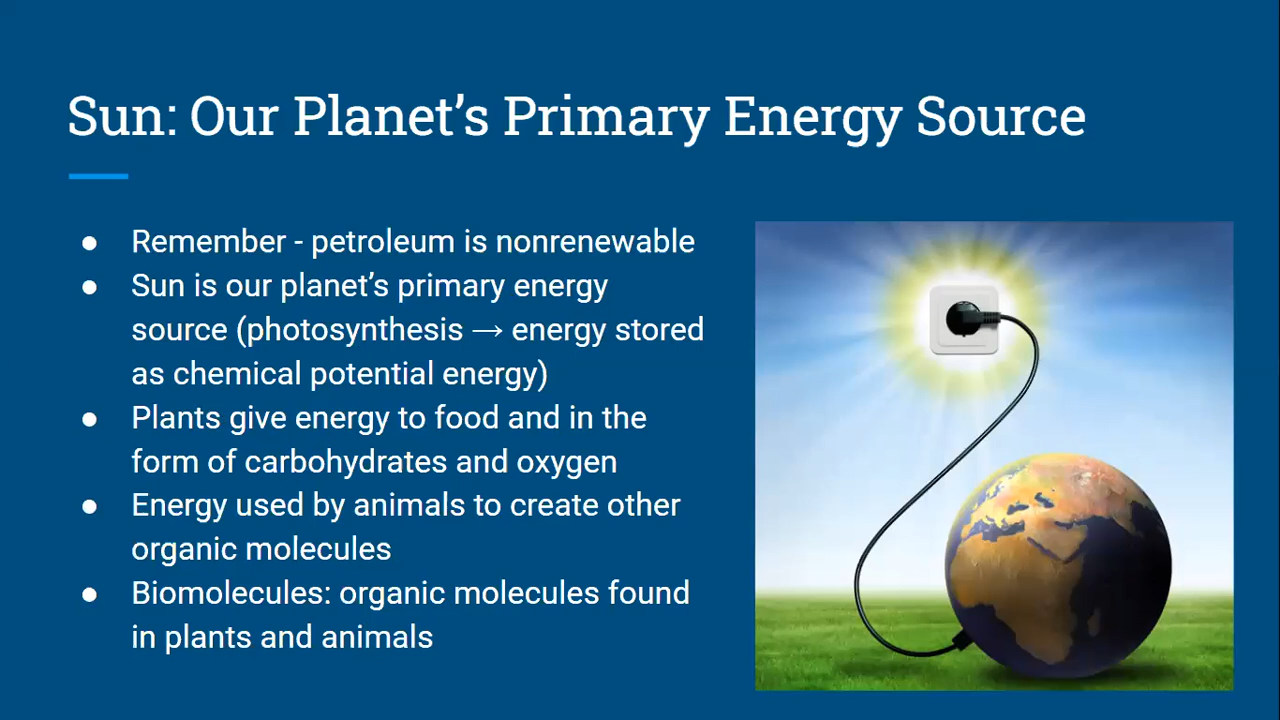 Sun: Our Planet’s Primary Energy Source
● Remember - petroleum is nonrenewable
● Sun is our planet’s primary energy
source (photosynthesis → energy stored
as chemical potential energy)
● Plants give energy to food and in the
form of carbohydrates and oxygen
● Energy used by animals to create other
organic molecules
● Biomolecules: organic molecules found
in plants and animals